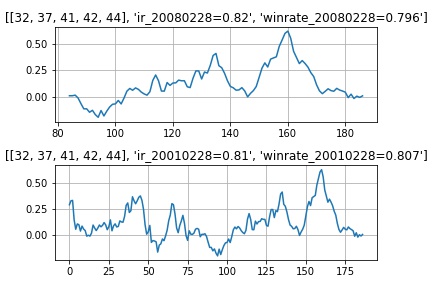 [[32, 37, 41, 42, 44], 'ir_20080228=0.82', 'winrate_20080228=0.796']
0.50
0.25
0.00
80 100 120 140 160 180
[[32, 37, 41, 42, 44], 'ir_20010228=0.81', 'winrate_20010228=0.807']
0.50
0.25
0.00
0 25 50 75 100 125 150 175